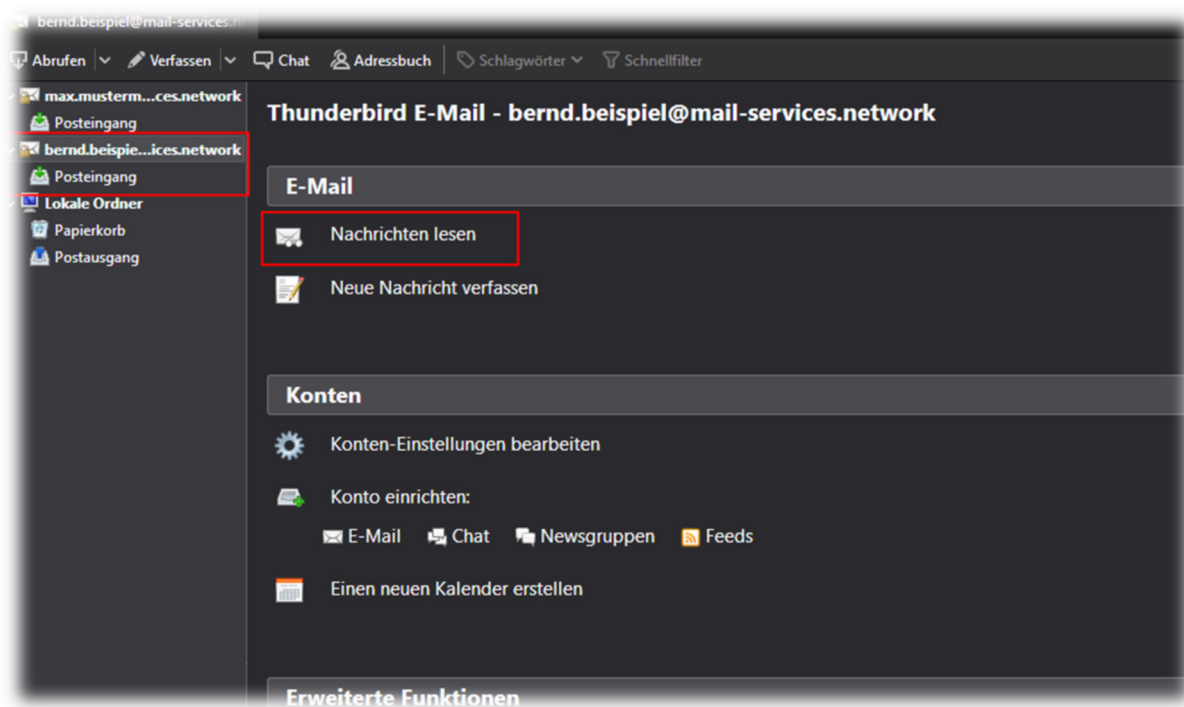 bernd.beispiel@mail-services.n
Abrufen Verfassen Chat Adressbuch Schlagwörter Schnellfilter
max.musterm...ces.network
Posteingang
bernd.beispie...ices.network
Posteingang
Lokale Ordner
Papierkorb
Postausgang
Thunderbird E-Mail - bernd.beispiel@mail-services.network
E-Mail
Nachrichten lesen
Neue Nachricht verfassen
Konten
Konten-Einstellungen bearbeiten
Konto einrichten:
E-Mail Chat Newsgruppen Feeds
Einen neuen Kalender erstellen
Erweiterte Funktionen